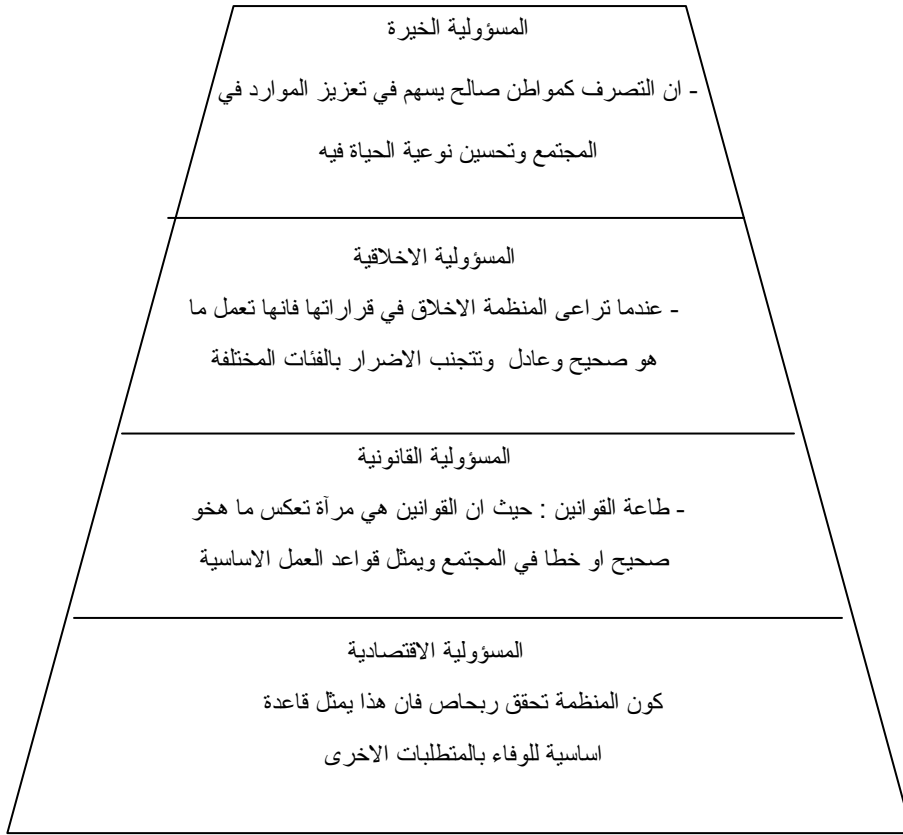 المسؤولية الخيرة
- ان التصرف كمواطن صالح يسهم في تعزيز الموارد في
المجتمع وتحسين نوعية الحياة فيه
المسؤولية الاخلاقية
- عندما تراعى المنظمة الاخلاق في قراراتها فانها تعمل ما
هو صحيح وعادل وتتجنب الاضرار بالفئات المختلفة
المسؤولية القانونية
- طاعة القوانين : حيث ان القوانين هي مرآة تعكس ما هخو
صحيح او خطا في المجتمع ويمثل قواعد العمل الاساسية
المسؤولية الاقتصادية
كون المنظمة تحقق ربحاص فان هذا يمثل قاعدة
اساسية للوفاء بالمتطلبات الاخرى